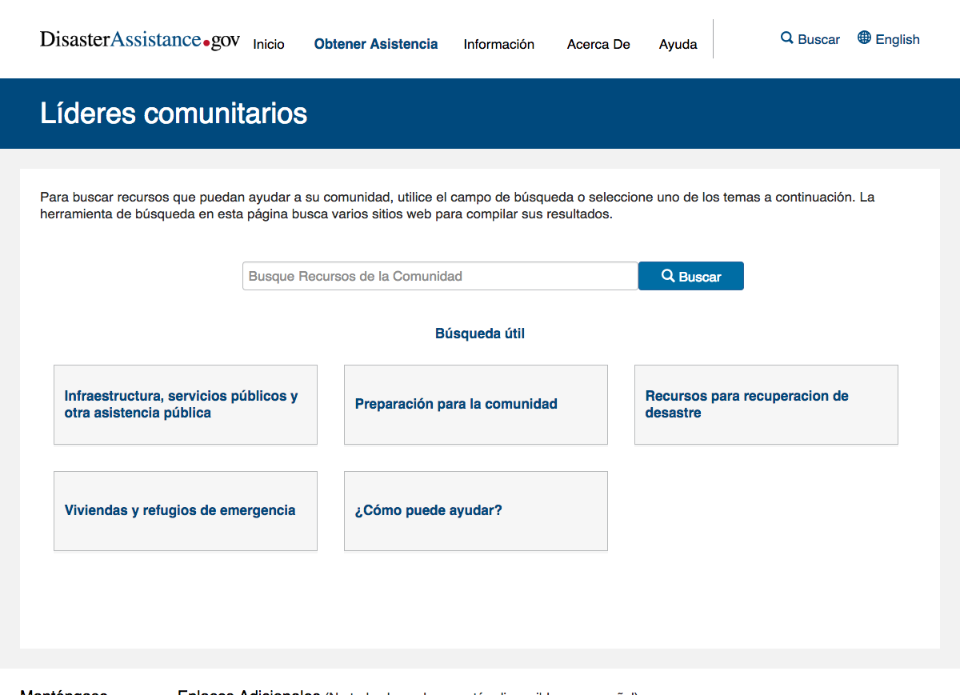 DisasterAssistance.gov Inicio Obtener Asistencia Información Acerca De Ayuda Buscar English
Líderes comunitarios
Para buscar recursos que puedan ayudar a su comunidad, utilice el campo de búsqueda o seleccione uno de los temas a continuación. La
herramienta de búsqueda en esta página busca varios sitios web para compilar sus resultados.
Busque Recursos de la Comunidad Buscar
Búsqueda útil
Infraestructura, servicios públicos y
otra asistencia pública
Preparación para la comunidad
Recursos para recuperacion de
desastre
Viviendas y refugios de emergencia
¿Cómo puede ayudar?
Manténgase Enlaces Adicionales